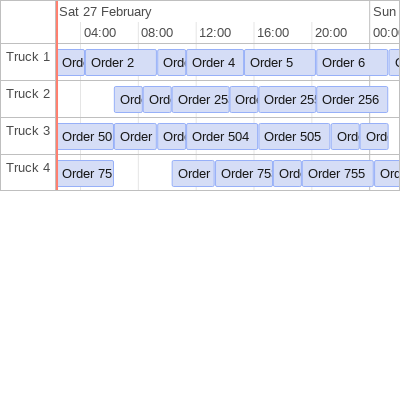 Sat 27 February Sun
04:00 08:00 12:00 16:00 20:00 00:00
Truck 1 Ord Order 2 Ord Order 4 Order 5 Order 6
Truck 2 Ord Ord Order 25 Ord Order 25 Order 256
Truck 3 Order 50 Order Ord Order 504 Order 505 Ord Ord
Truck 4 Order 75 Order Order 75 Ord Order 755 Ord